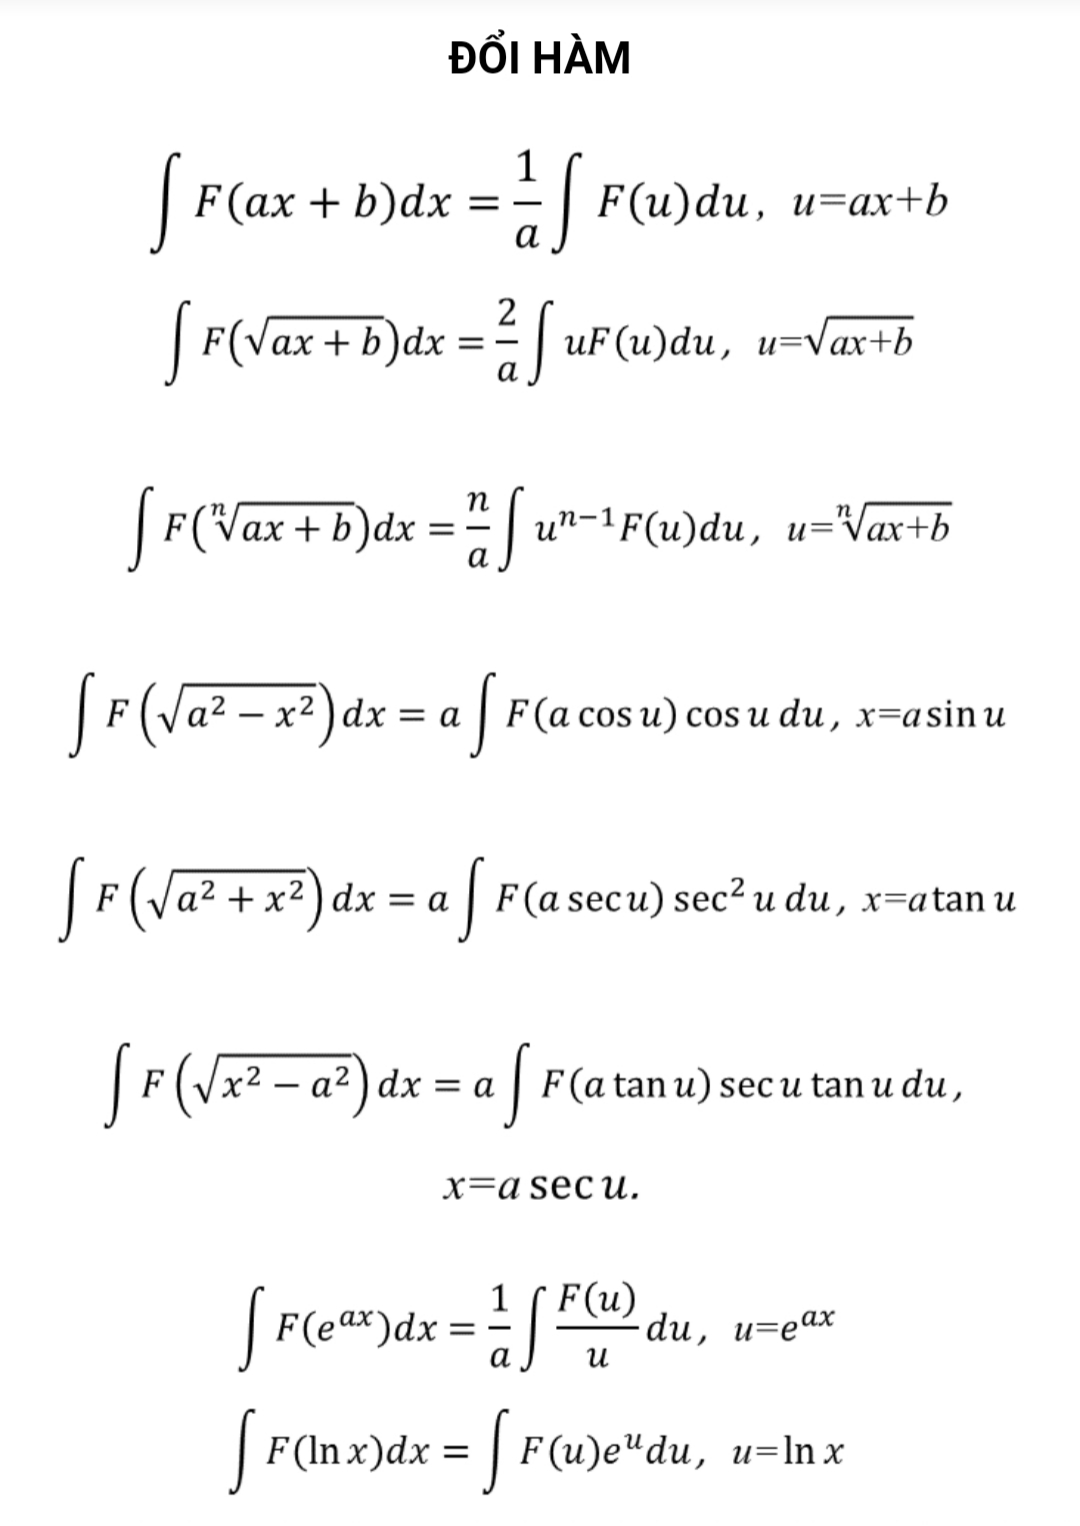 ĐỔI HÀM
∫ F(ax + b)dx = 1/a ∫ F(u)du, u=ax+b
∫ F(√(ax + b))dx = 2/a ∫ uF(u)du, u=√(ax+b)
∫ F(ⁿ√(ax + b))dx = n/a ∫ uⁿ⁻¹F(u)du, u=ⁿ√(ax+b)
∫ F(√(a² − x²))dx = a ∫ F(a cos u) cos u du, x=a sin u
∫ F(√(a² + x²))dx = a ∫ F(a sec u) sec² u du, x=a tan u
∫ F(√(x² − a²))dx = a ∫ F(a tan u) sec u tan u du,
x=a sec u.
∫ F(eᵃˣ)dx = 1/a ∫ F(u)/u du, u=eᵃˣ
∫ F(ln x)dx = ∫ F(u)eᵘdu, u=ln x